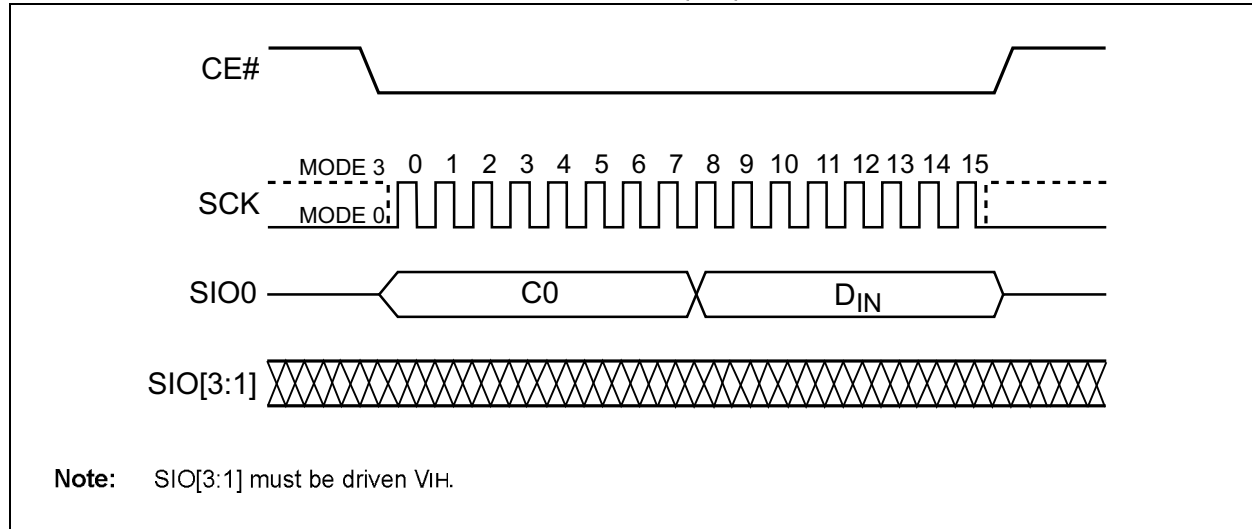 CE#
MODE 3 0 1 2 3 4 5 6 7 8 9 10 11 12 13 14 15
SCK
MODE 0
SIO0 C0 DIN
SIO[3:1]
Note: SIO[3:1] must be driven VIH.